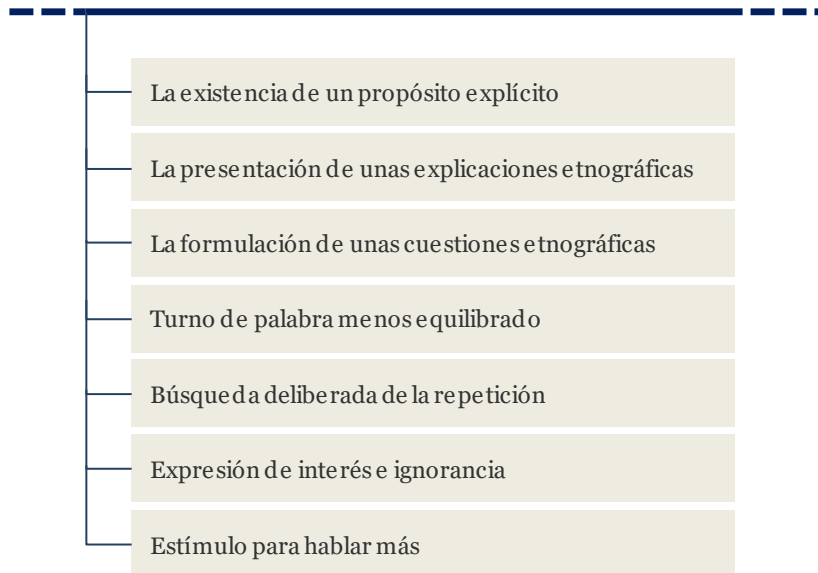 La existencia de un propósito explícito
La presentación de unas explicaciones etnográficas
La formulación de unas cuestiones etnográficas
Turno de palabra menos equilibrado
Búsqueda deliberada de la repetición
Expresión de interés e ignorancia
Estímulo para hablar más